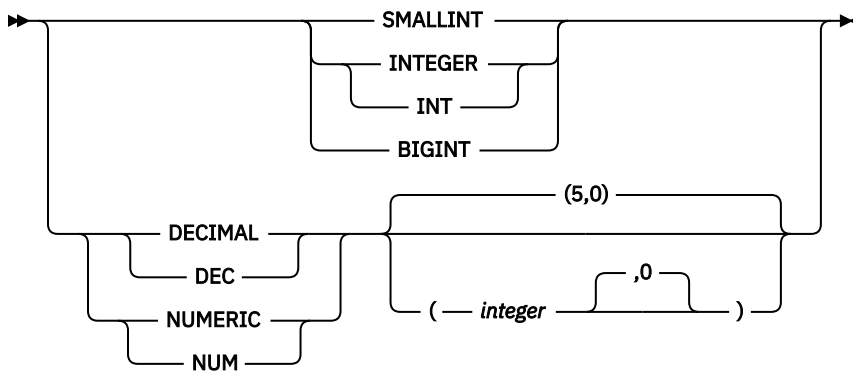 SMALLINT
INTEGER
INT
BIGINT
(5,0)
DECIMAL
DEC
,0
( integer )
NUMERIC
NUM